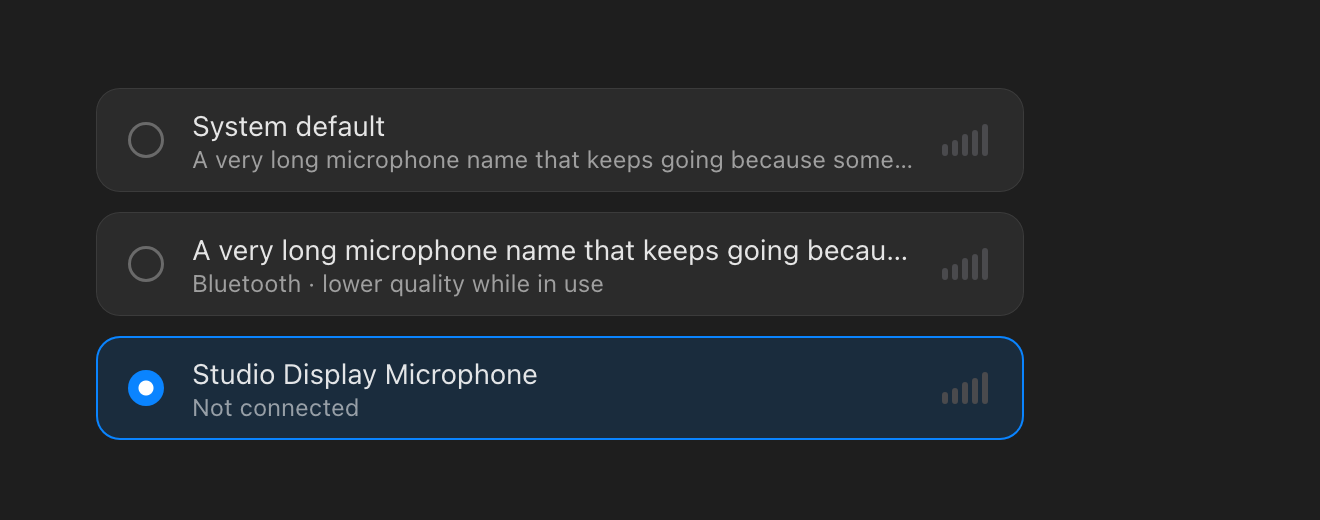 System default
A very long microphone name that keeps going because some…
A very long microphone name that keeps going becau…
Bluetooth · lower quality while in use
Studio Display Microphone
Not connected